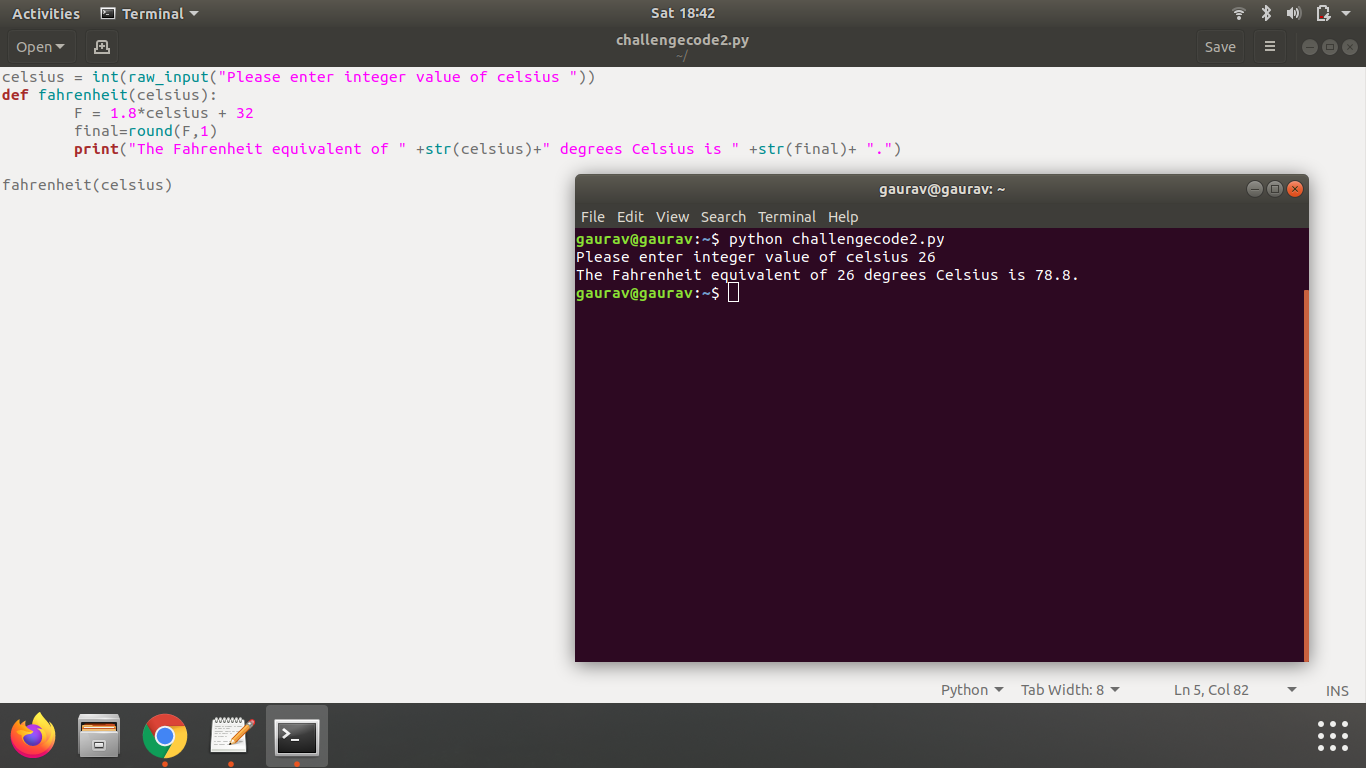 Activities Terminal Sat 18:42
Open challengecode2.py Save
~/
celsius = int(raw_input("Please enter integer value of celsius "))
def fahrenheit(celsius):
        F = 1.8*celsius + 32
        final=round(F,1)
        print("The Fahrenheit equivalent of " +str(celsius)+" degrees Celsius is " +str(final)+ ".")
fahrenheit(celsius)
gaurav@gaurav: ~
File Edit View Search Terminal Help
gaurav@gaurav:~$ python challengecode2.py
Please enter integer value of celsius 26
The Fahrenheit equivalent of 26 degrees Celsius is 78.8.
gaurav@gaurav:~$
Python Tab Width: 8 Ln 5, Col 82 INS